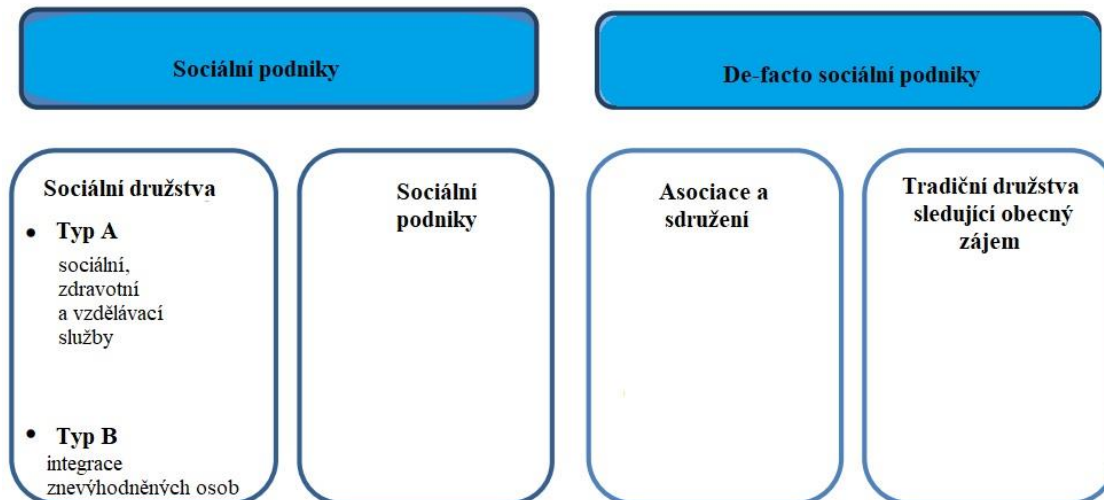 Sociální podniky
De-facto sociální podniky
Sociální družstva
• Typ A
sociální,
zdravotní
a vzdělávací
služby
• Typ B
integrace
znevýhodněných osob
Sociální
podniky
Asociace a
sdružení
Tradiční družstva
sledující obecný
zájem